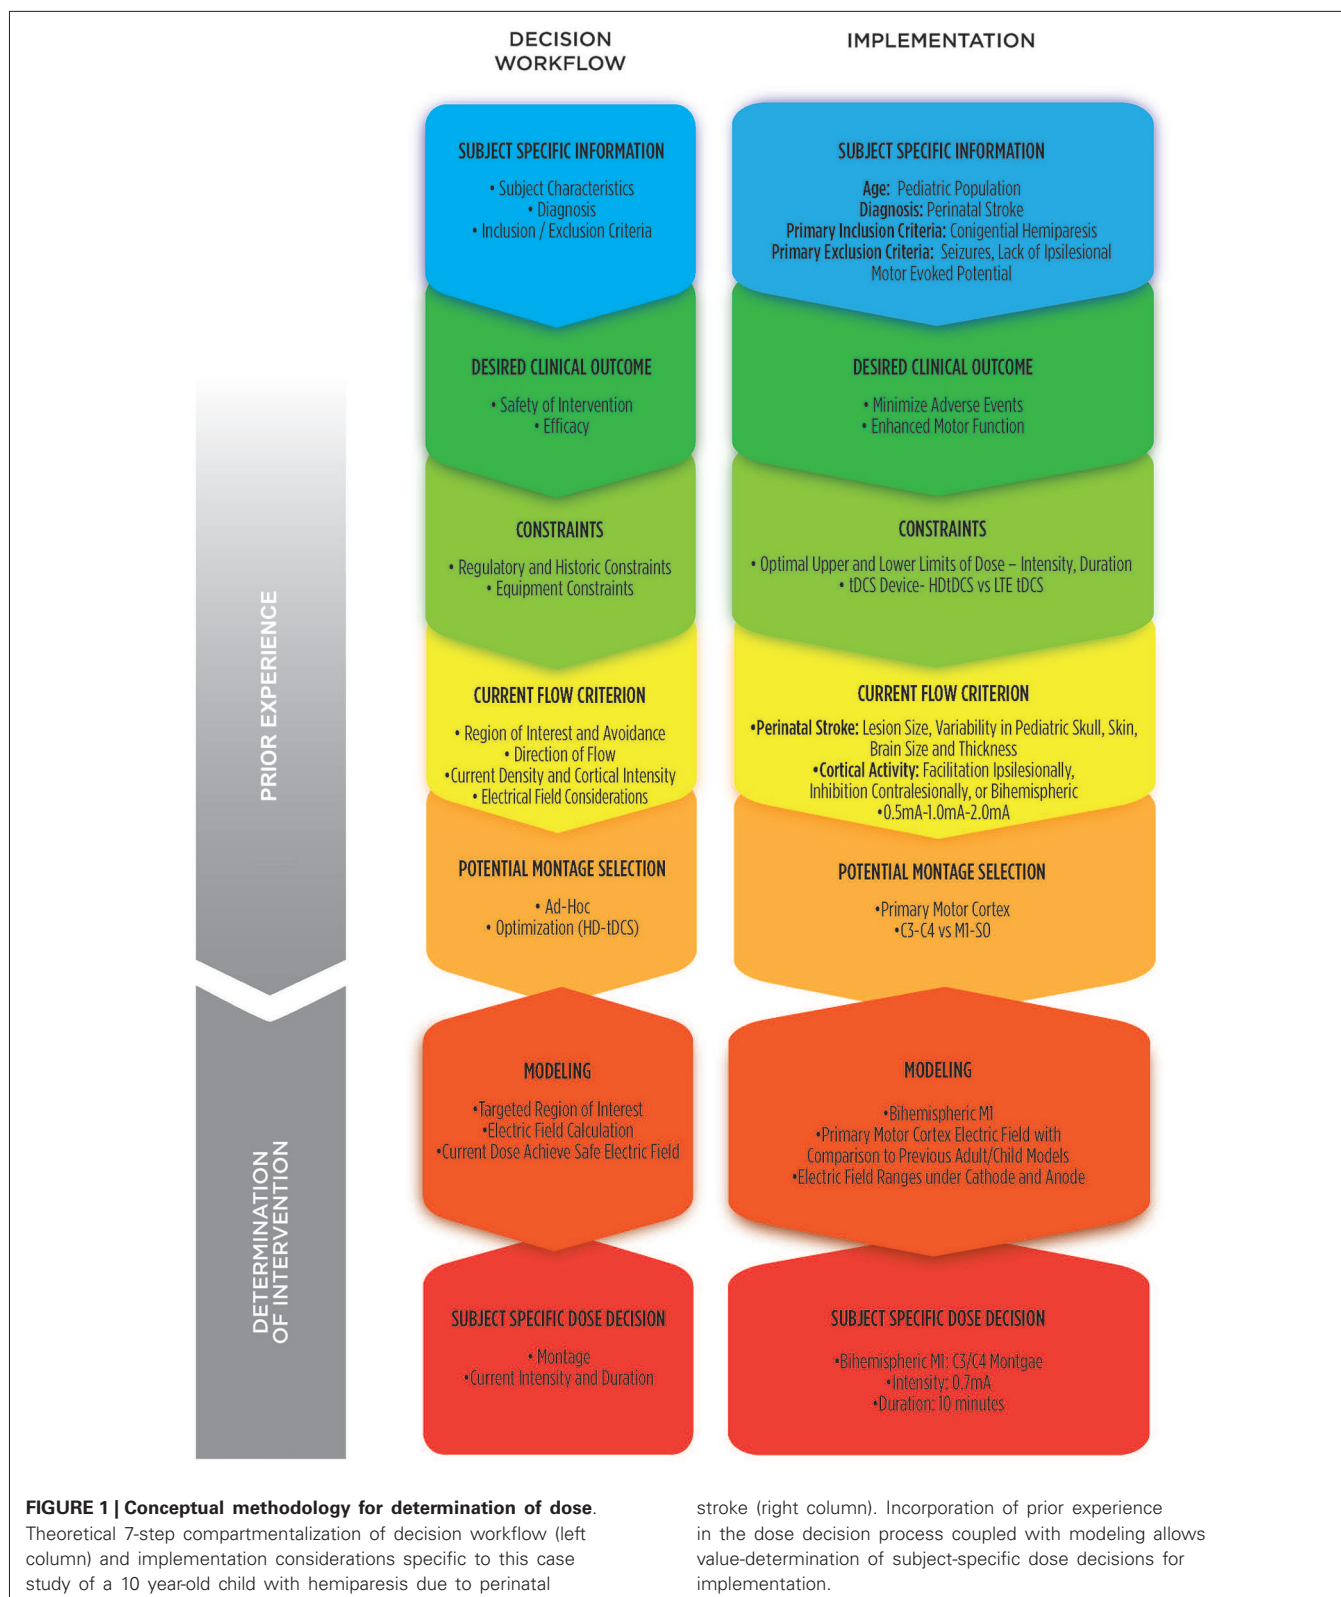 DECISION
WORKFLOW
IMPLEMENTATION
SUBJECT SPECIFIC INFORMATION
• Subject Characteristics
• Diagnosis
• Inclusion / Exclusion Criteria
SUBJECT SPECIFIC INFORMATION
Age: Pediatric Population
Diagnosis: Perinatal Stroke
Primary Inclusion Criteria: Conigential Hemiparesis
Primary Exclusion Criteria: Seizures, Lack of Ipsilesional
Motor Evoked Potential
DESIRED CLINICAL OUTCOME
• Safety of Intervention
• Efficacy
DESIRED CLINICAL OUTCOME
• Minimize Adverse Events
• Enhanced Motor Function
CONSTRAINTS
• Regulatory and Historic Constraints
• Equipment Constraints
CONSTRAINTS
• Optimal Upper and Lower Limits of Dose – Intensity, Duration
• tDCS Device- HDtDCS vs LTE tDCS
CURRENT FLOW CRITERION
• Region of Interest and Avoidance
• Direction of Flow
•Current Density and Cortical Intensity
• Electrical Field Considerations
CURRENT FLOW CRITERION
•Perinatal Stroke: Lesion Size, Variability in Pediatric Skull, Skin,
Brain Size and Thickness
•Cortical Activity: Facilitation Ipsilesionally,
Inhibition Contralesionally, or Bihemispheric
•0.5mA-1.0mA-2.0mA
POTENTIAL MONTAGE SELECTION
• Ad-Hoc
• Optimization (HD-tDCS)
POTENTIAL MONTAGE SELECTION
•Primary Motor Cortex
•C3-C4 vs M1-SO
PRIOR EXPERIENCE
MODELING
•Targeted Region of Interest
•Electric Field Calculation
•Current Dose Achieve Safe Electric Field
MODELING
•Bihemispheric M1
•Primary Motor Cortex Electric Field with
Comparison to Previous Adult/Child Models
•Electric Field Ranges under Cathode and Anode
SUBJECT SPECIFIC DOSE DECISION
• Montage
•Current Intensity and Duration
SUBJECT SPECIFIC DOSE DECISION
•Bihemispheric M1: C3/C4 Montgae
•Intensity: 0.7mA
•Duration: 10 minutes
DETERMINATION
OF INTERVENTION
FIGURE 1 | Conceptual methodology for determination of dose.
Theoretical 7-step compartmentalization of decision workflow (left
column) and implementation considerations specific to this case
study of a 10 year-old child with hemiparesis due to perinatal
stroke (right column). Incorporation of prior experience
in the dose decision process coupled with modeling allows
value-determination of subject-specific dose decisions for
implementation.